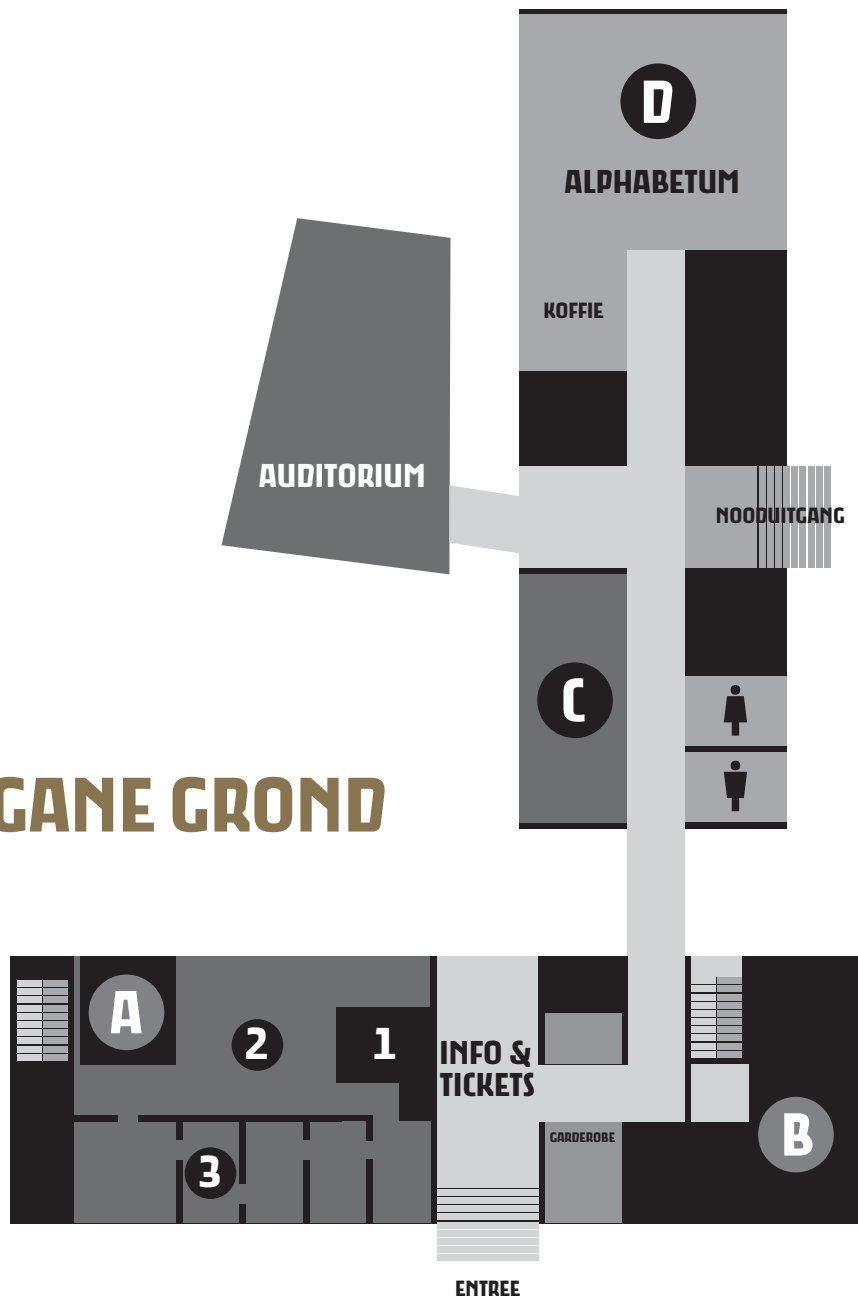 D
ALPHABETUM
KOFFIE
AUDITORIUM
NOODUITGANG
C
GANE GROND
A
2
1
INFO &
TICKETS
GARDEROBE
B
3
ENTREE